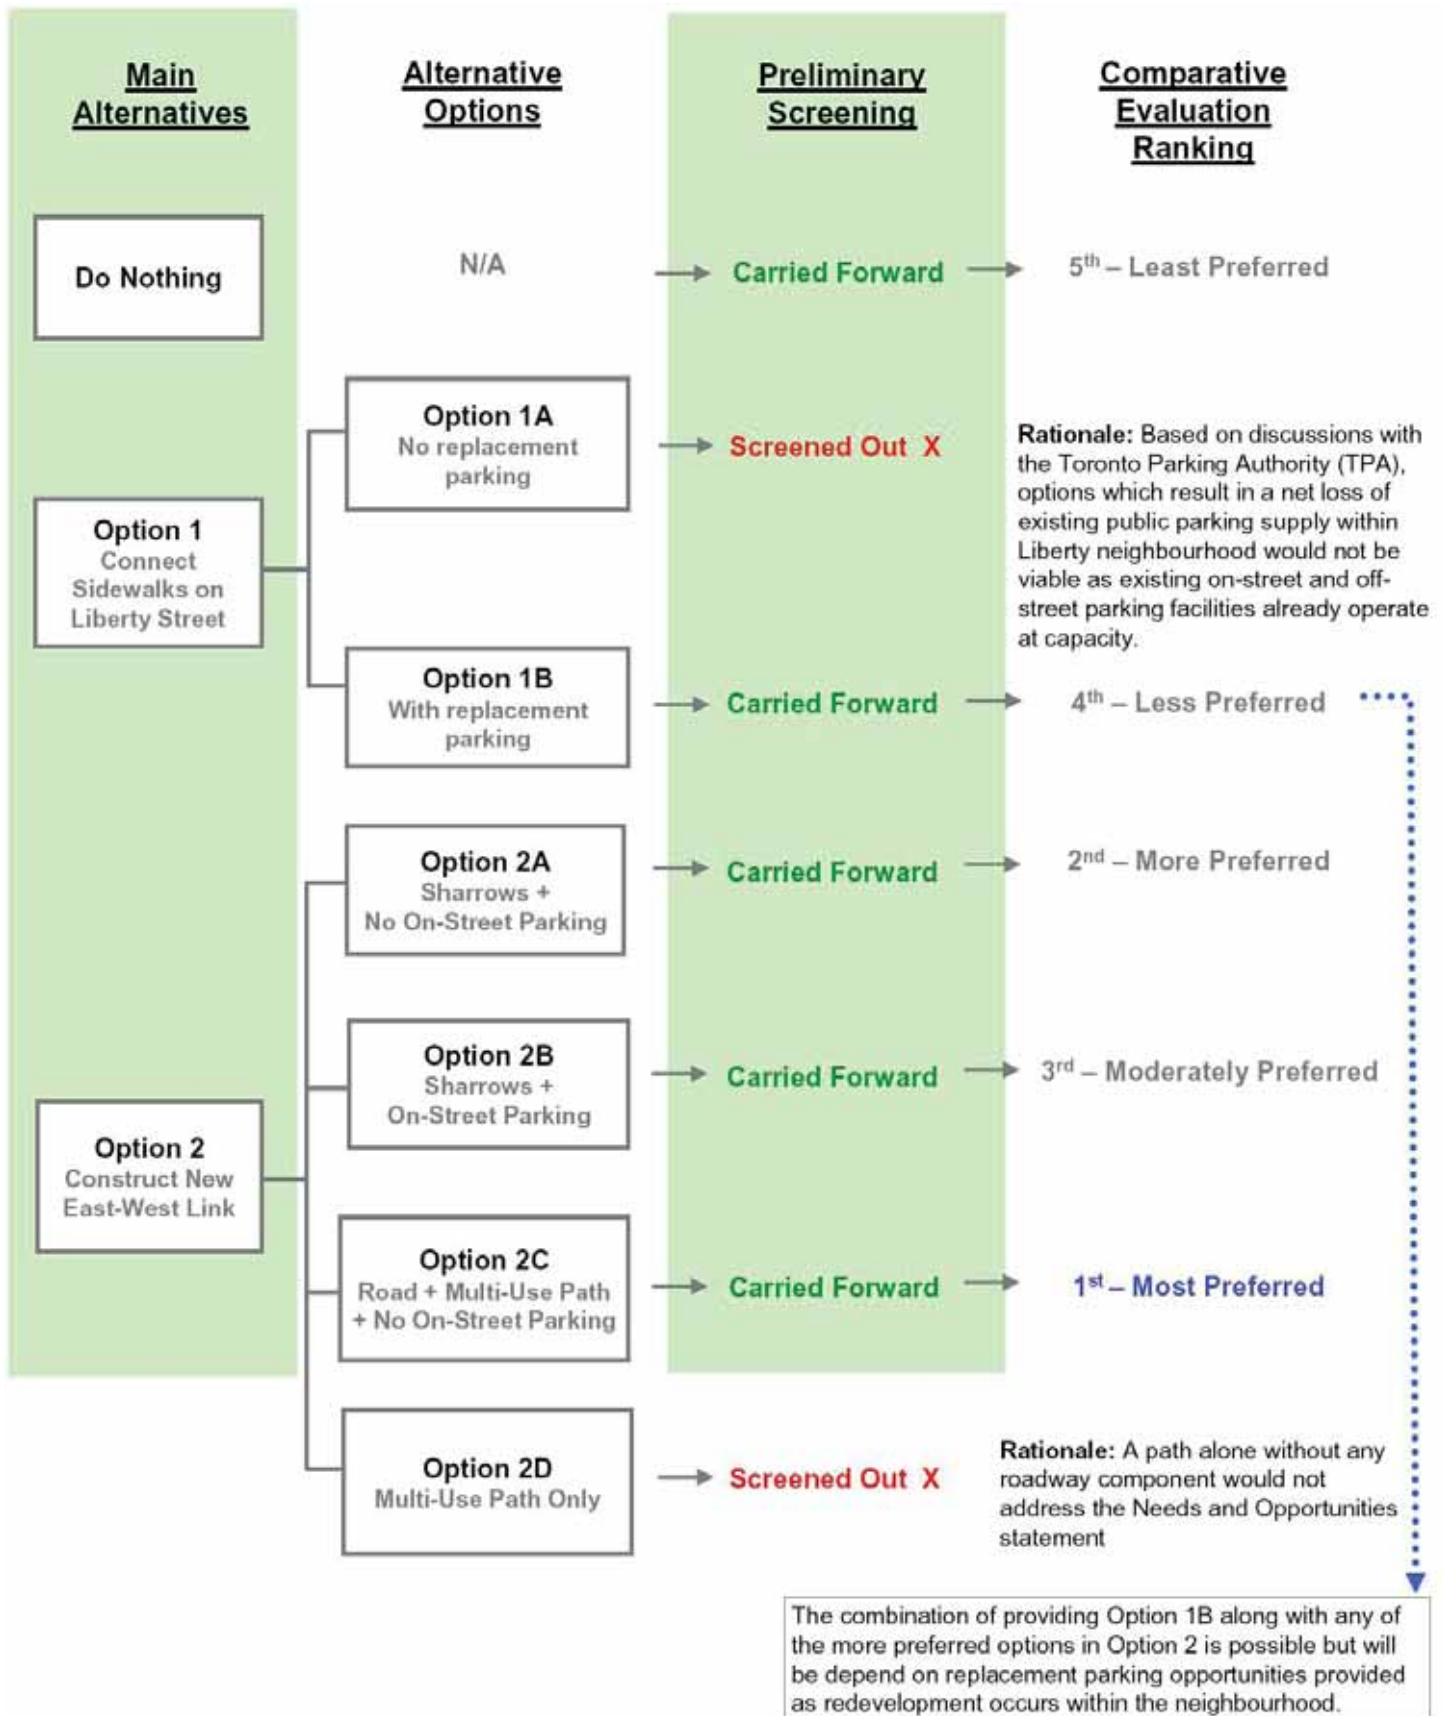 Main
Alternatives
Alternative
Options
Preliminary
Screening
Comparative
Evaluation
Ranking
Do Nothing
N/A
Carried Forward
5th – Least Preferred
Option 1
Connect
Sidewalks on
Liberty Street
Option 1A
No replacement
parking
Screened Out X
Rationale: Based on discussions with
the Toronto Parking Authority (TPA),
options which result in a net loss of
existing public parking supply within
Liberty neighbourhood would not be
viable as existing on-street and off-
street parking facilities already operate
at capacity.
Option 1B
With replacement
parking
Carried Forward
4th – Less Preferred
Option 2
Construct New
East-West Link
Option 2A
Sharrows +
No On-Street Parking
Carried Forward
2nd – More Preferred
Option 2B
Sharrows +
On-Street Parking
Carried Forward
3rd – Moderately Preferred
Option 2C
Road + Multi-Use Path
+ No On-Street Parking
Carried Forward
1st – Most Preferred
Option 2D
Multi-Use Path Only
Screened Out X
Rationale: A path alone without any
roadway component would not
address the Needs and Opportunities
statement
The combination of providing Option 1B along with any of
the more preferred options in Option 2 is possible but will
be depend on replacement parking opportunities provided
as redevelopment occurs within the neighbourhood.